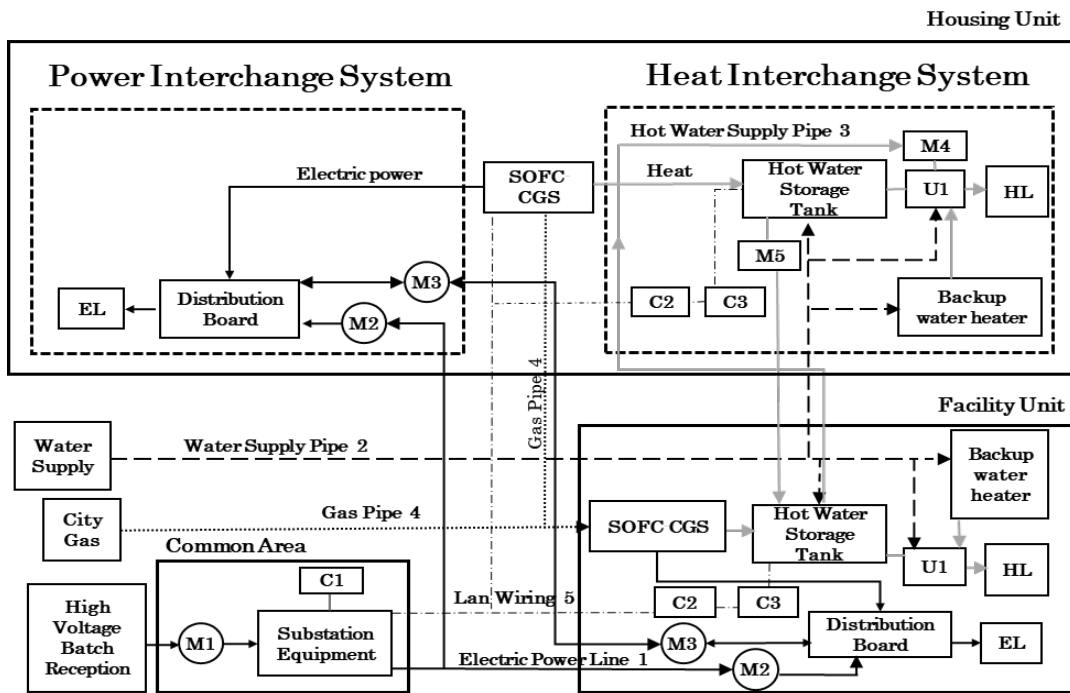 Housing Unit
Power Interchange System
Heat Interchange System
Hot Water Supply Pipe 3
M4
Electric power
SOFC
CGS
Heat
Hot Water
Storage
Tank
U1
HL
M5
M3
EL
Distribution
Board
M2
C2
C3
Backup
water heater
Gas Pipe 4
Facility Unit
Water
Supply
Water Supply Pipe 2
Backup
water
heater
City
Gas
Gas Pipe 4
SOFC CGS
Hot Water
Storage
Tank
U1
HL
Common Area
C1
Lan Wiring 5
C2
C3
High
Voltage
Batch
Reception
M1
Substation
Equipment
M3
Distribution
Board
EL
Electric Power Line 1
M2